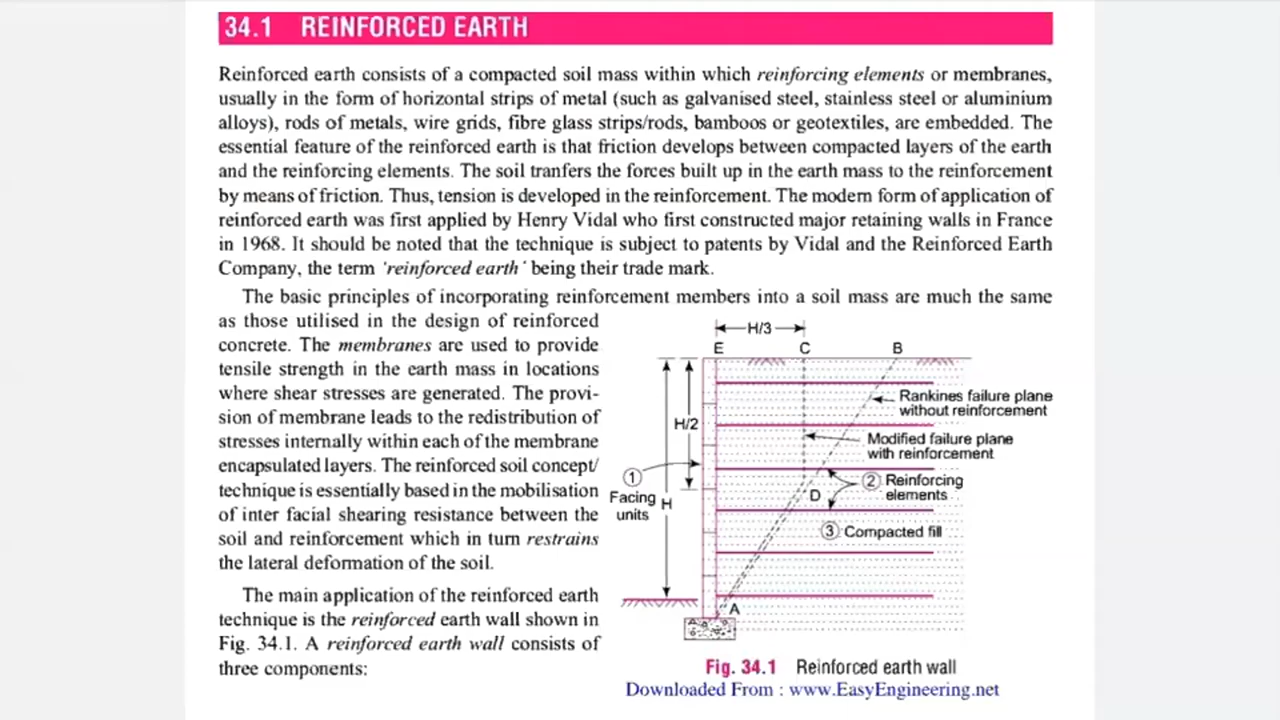 34.1 REINFORCED EARTH
Reinforced earth consists of a compacted soil mass within which reinforcing elements or membranes,
usually in the form of horizontal strips of metal (such as galvanised steel, stainless steel or aluminium
alloys), rods of metals, wire grids, fibre glass strips/rods, bamboos or geotextiles, are embedded. The
essential feature of the reinforced earth is that friction develops between compacted layers of the earth
and the reinforcing elements. The soil tranfers the forces built up in the earth mass to the reinforcement
by means of friction. Thus, tension is developed in the reinforcement. The modern form of application of
reinforced earth was first applied by Henry Vidal who first constructed major retaining walls in France
in 1968. It should be noted that the technique is subject to patents by Vidal and the Reinforced Earth
Company, the term 'reinforced earth' being their trade mark.
The basic principles of incorporating reinforcement members into a soil mass are much the same
as those utilised in the design of reinforced
concrete. The membranes are used to provide
tensile strength in the earth mass in locations
where shear stresses are generated. The provi-
sion of membrane leads to the redistribution of
stresses internally within each of the membrane
encapsulated layers. The reinforced soil concept/
technique is essentially based in the mobilisation
of inter facial shearing resistance between the
soil and reinforcement which in turn restrains
the lateral deformation of the soil.
The main application of the reinforced earth
technique is the reinforced earth wall shown in
Fig. 34.1. A reinforced earth wall consists of
three components:
H/3
E C B
Rankines failure plane
without reinforcement
H/2
Modified failure plane
with reinforcement
1
Facing
units
H
2 Reinforcing
elements
D
3 Compacted fill
A
Fig. 34.1 Reinforced earth wall
Downloaded From : www.EasyEngineering.net